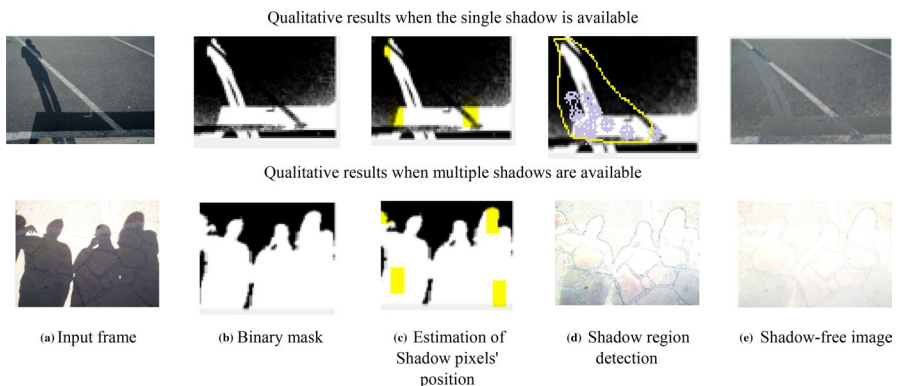 Qualitative results when the single shadow is available
Qualitative results when multiple shadows are available
(a) Input frame
(b) Binary mask
(c) Estimation of
Shadow pixels'
position
(d) Shadow region
detection
(e) Shadow-free image